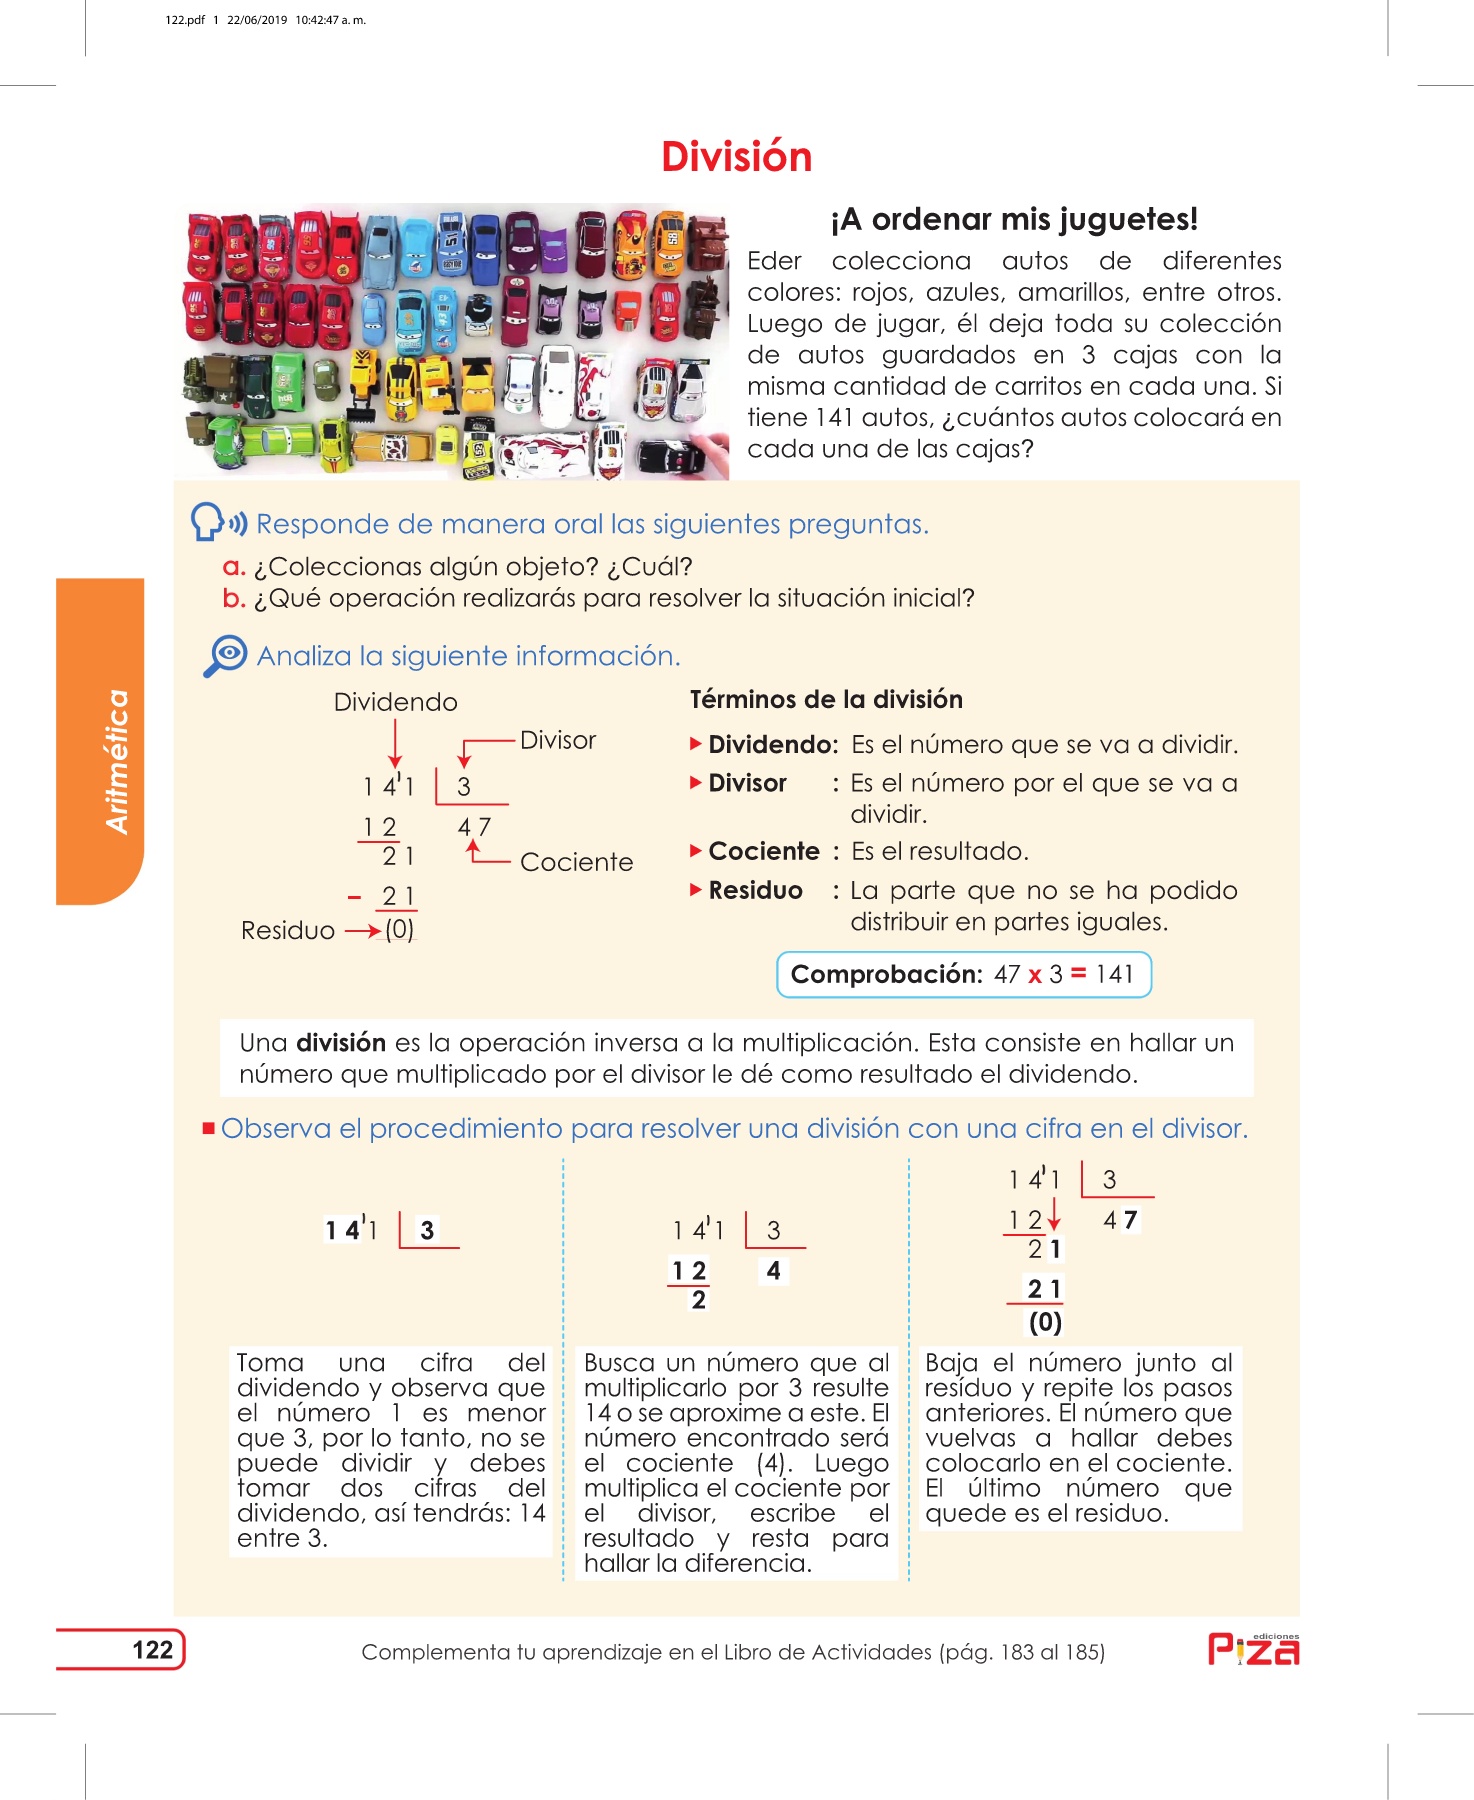 122.pdf 1 22/06/2019 10:42:47 a. m.
División
¡A ordenar mis juguetes!
Eder colecciona autos de diferentes
colores: rojos, azules, amarillos, entre otros.
Luego de jugar, él deja toda su colección
de autos guardados en 3 cajas con la
misma cantidad de carritos en cada una. Si
tiene 141 autos, ¿cuántos autos colocará en
cada una de las cajas?
Responde de manera oral las siguientes preguntas.
a. ¿Coleccionas algún objeto? ¿Cuál?
b. ¿Qué operación realizarás para resolver la situación inicial?
Analiza la siguiente información.
Aritmética
Dividendo
Divisor
1 4'1 3
1 2 4 7
2 1
Cociente
- 2 1
Residuo (0)
Términos de la división
Dividendo: Es el número que se va a dividir.
Divisor : Es el número por el que se va a
dividir.
Cociente : Es el resultado.
Residuo : La parte que no se ha podido
distribuir en partes iguales.
Comprobación: 47 x 3 = 141
Una división es la operación inversa a la multiplicación. Esta consiste en hallar un
número que multiplicado por el divisor le dé como resultado el dividendo.
Observa el procedimiento para resolver una división con una cifra en el divisor.
1 4'1 3
Toma una cifra del
dividendo y observa que
el número 1 es menor
que 3, por lo tanto, no se
puede dividir y debes
tomar dos cifras del
dividendo, así tendrás: 14
entre 3.
1 4'1 3
1 2 4
2
Busca un número que al
multiplicarlo por 3 resulte
14 o se aproxime a este. El
número encontrado será
el cociente (4). Luego
multiplica el cociente por
el divisor, escribe el
resultado y resta para
hallar la diferencia.
1 4'1 3
1 2 4 7
2 1
2 1
(0)
Baja el número junto al
resíduo y repite los pasos
anteriores. El número que
vuelvas a hallar debes
colocarlo en el cociente.
El último número que
quede es el residuo.
122
Complementa tu aprendizaje en el Libro de Actividades (pág. 183 al 185)
ediciones
Piza